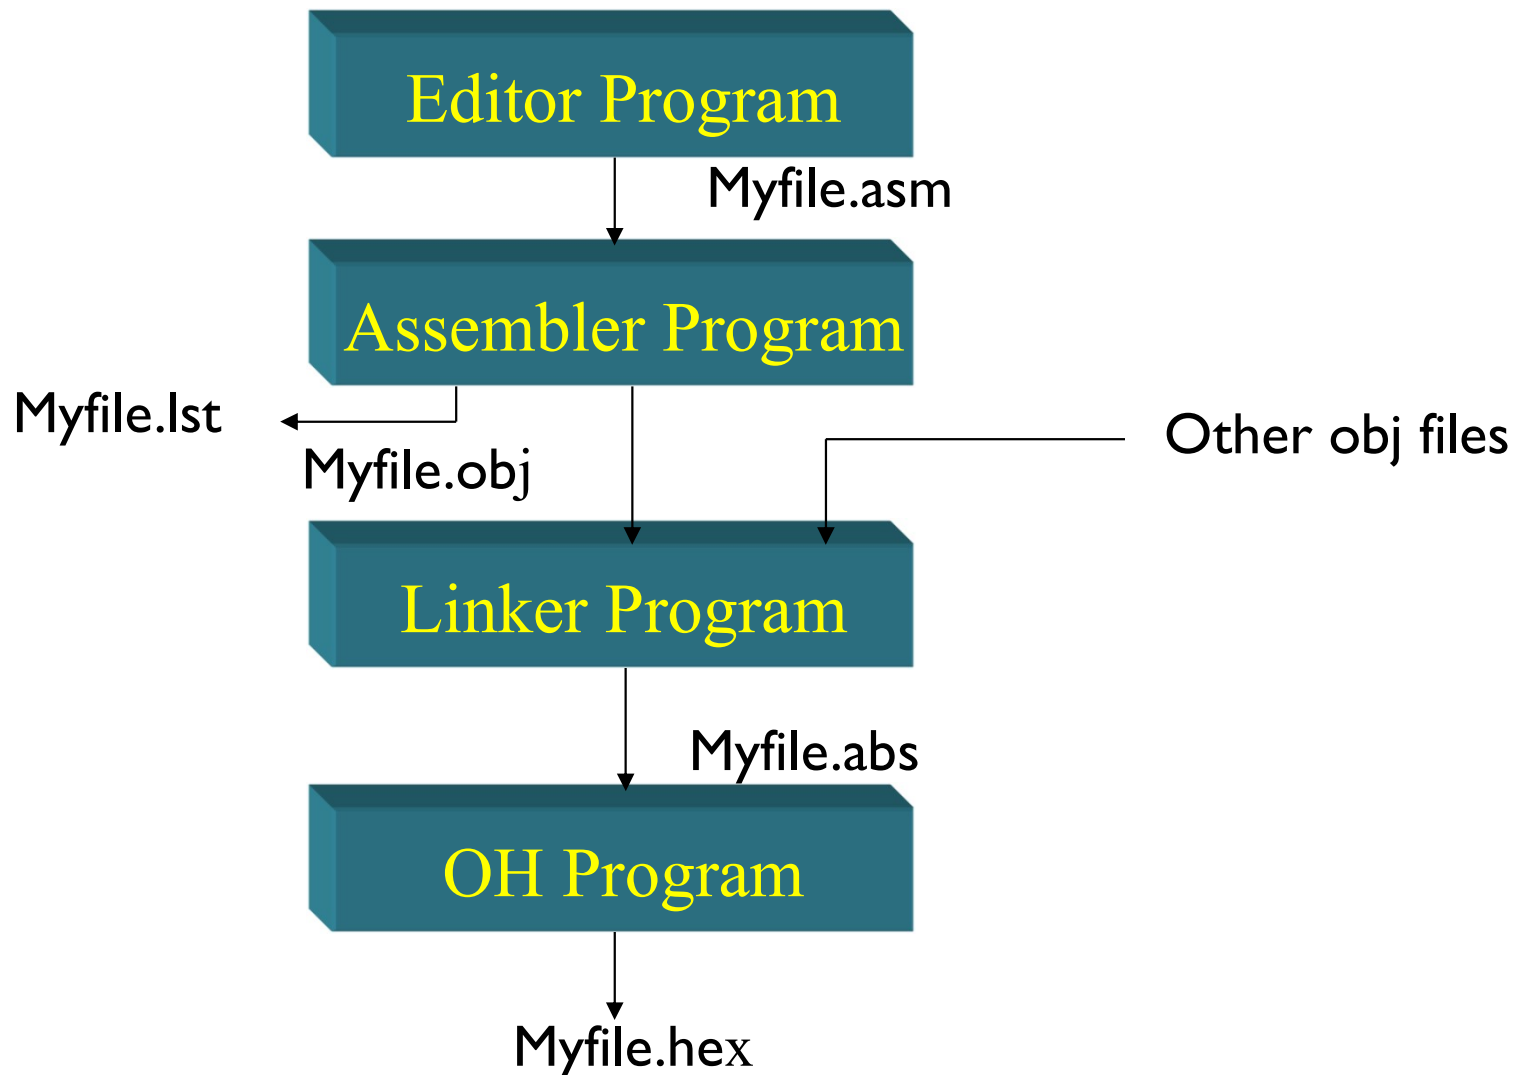 Editor Program
Myfile.asm
Assembler Program
Myfile.lst
Other obj files
Myfile.obj
Linker Program
Myfile.abs
OH Program
Myfile.hex